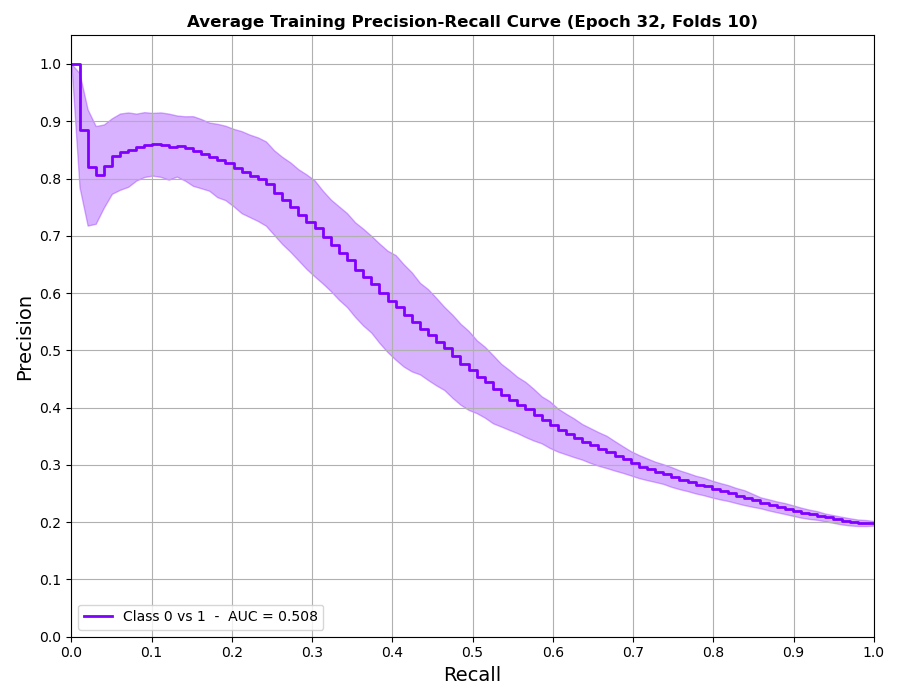 Average Training Precision-Recall Curve (Epoch 32, Folds 10)
1.0
0.9
0.8
0.7
0.6
0.5
0.4
0.3
0.2
0.1
0.0
Precision
Class 0 vs 1  -  AUC = 0.508
0.0 0.1 0.2 0.3 0.4 0.5 0.6 0.7 0.8 0.9 1.0
Recall